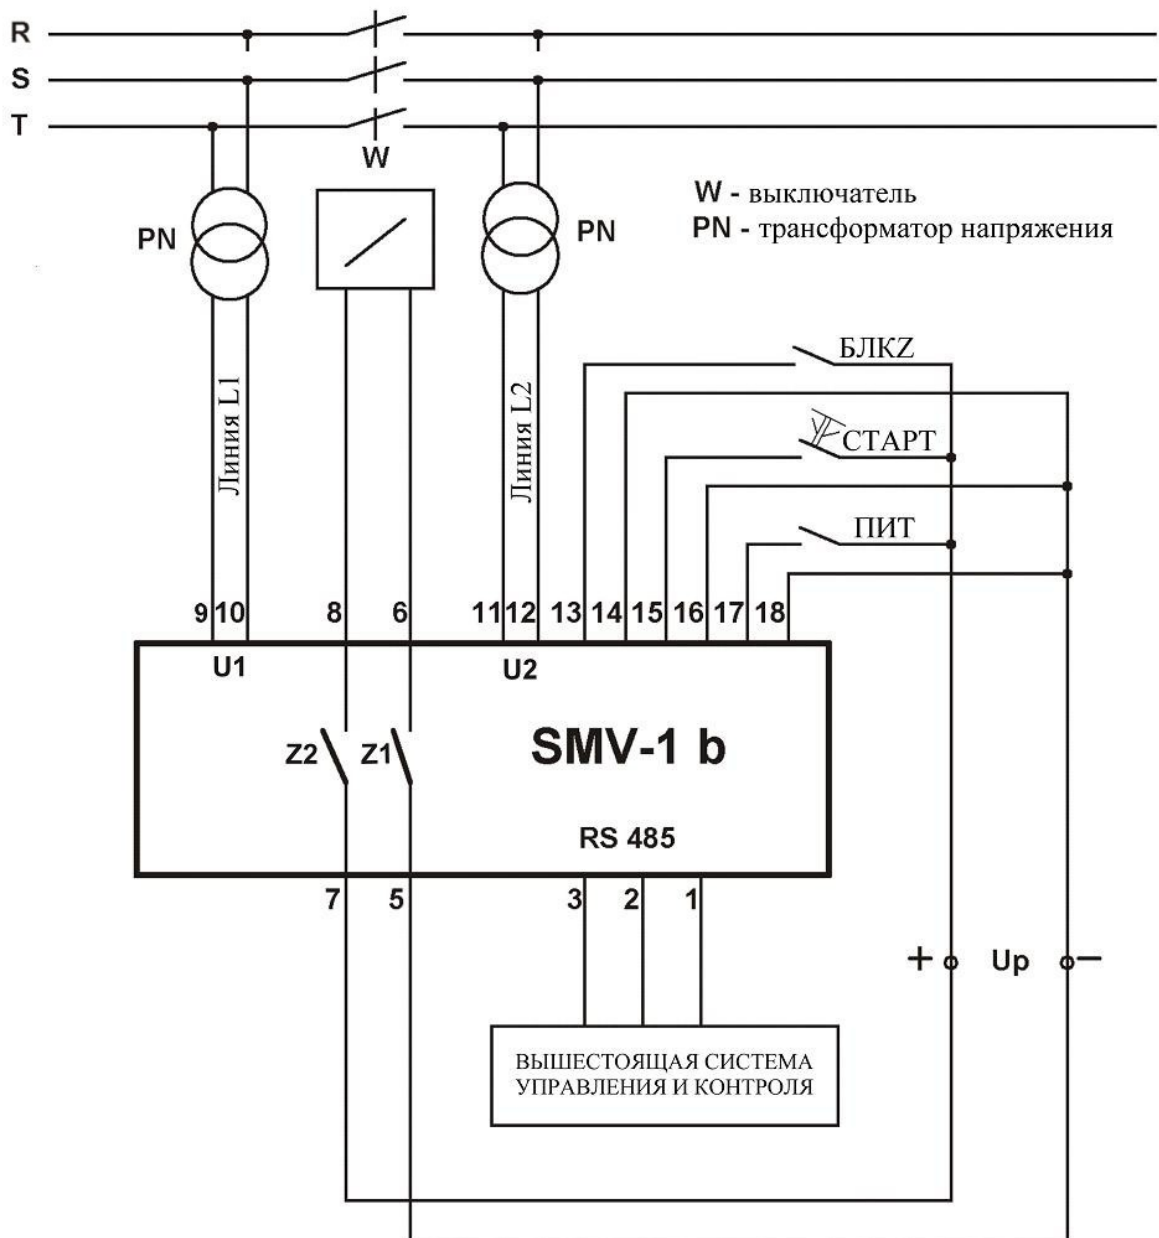 R
S
T
W
W - выключатель
PN - трансформатор напряжения
PN
PN
Линия L1
Линия L2
БЛКZ
СТАРТ
ПИТ
9 10 8 6 11 12 13 14 15 16 17 18
U1
U2
Z2
Z1
SMV-1 b
RS 485
7 5 3 2 1
+ Up −
ВЫШЕСТОЯЩАЯ СИСТЕМА
УПРАВЛЕНИЯ И КОНТРОЛЯ